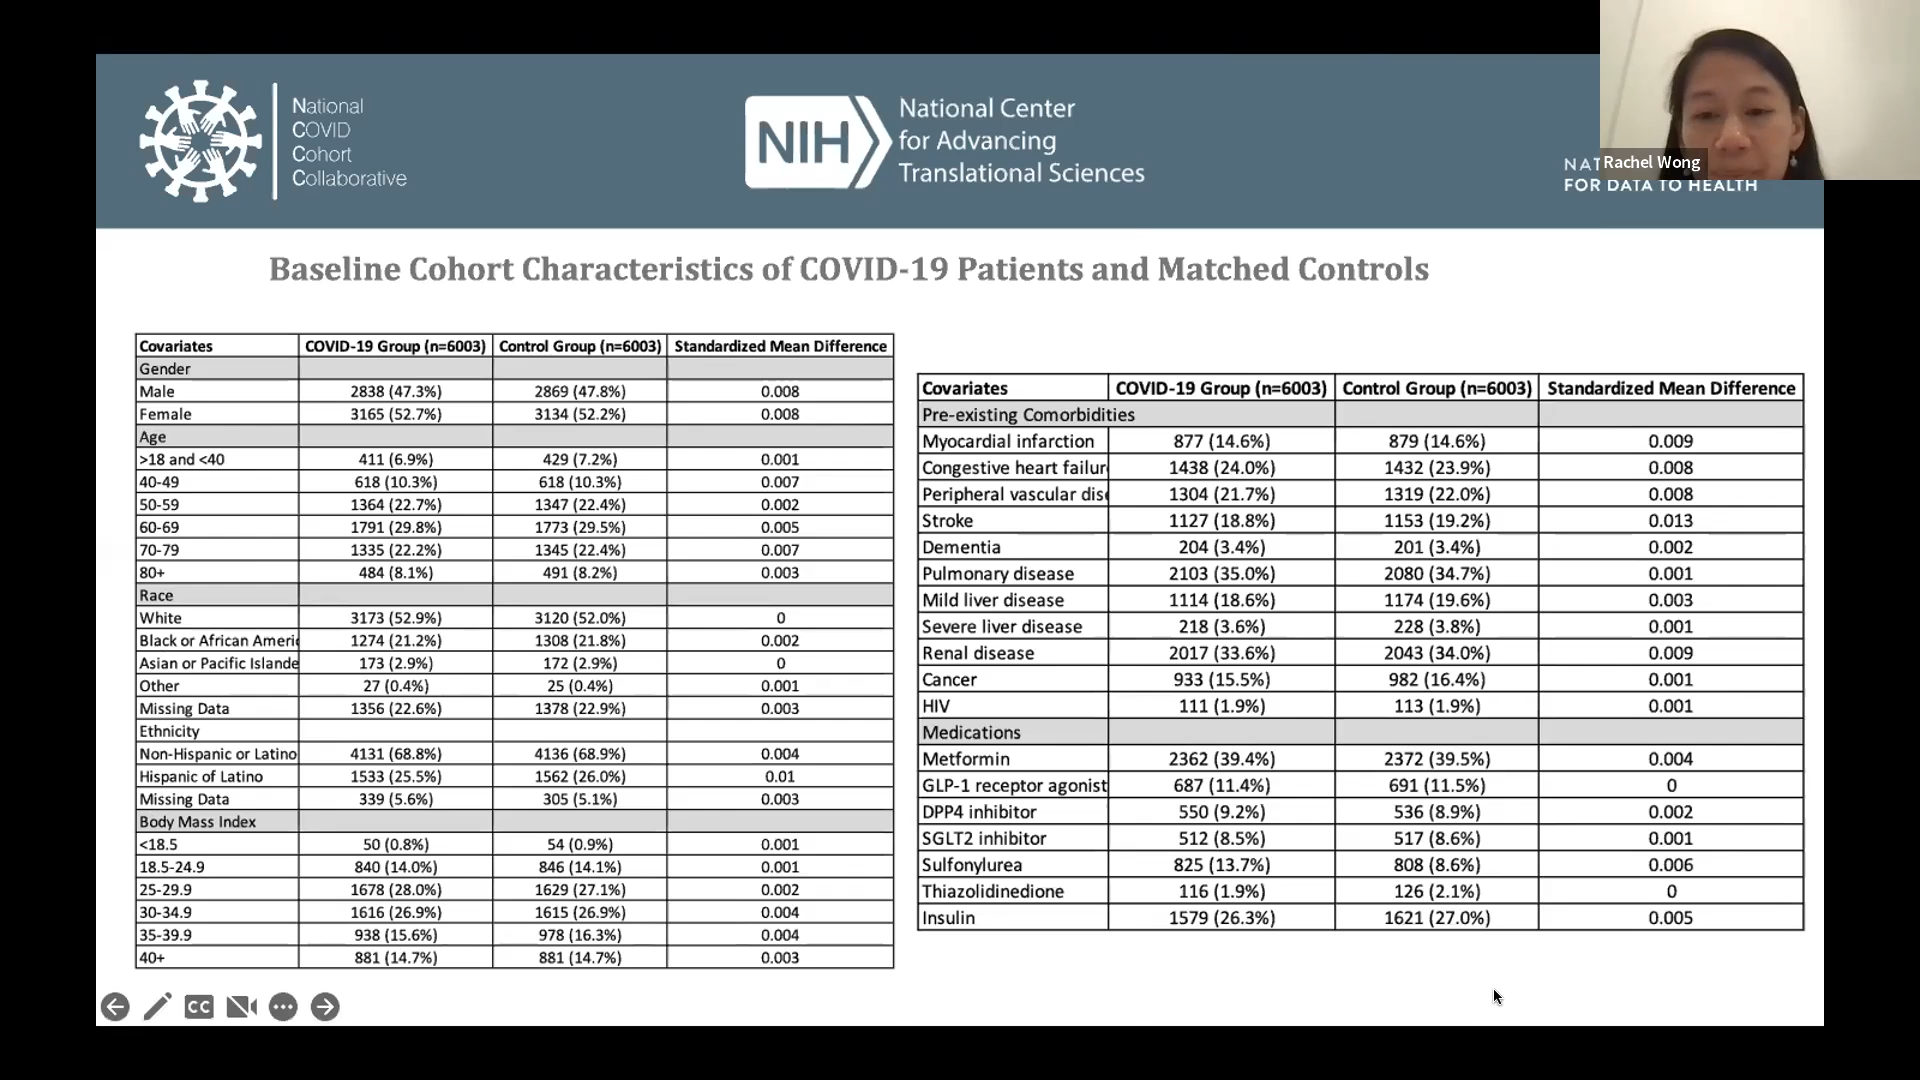 National
COVID
Cohort
Collaborative
NIH
National Center
for Advancing
Translational Sciences
Rachel Wong
FOR DATA TO HEALTH
Baseline Cohort Characteristics of COVID-19 Patients and Matched Controls
Covariates COVID-19 Group (n=6003) Control Group (n=6003) Standardized Mean Difference
Gender
Male 2838 (47.3%) 2869 (47.8%) 0.008
Female 3165 (52.7%) 3134 (52.2%) 0.008
Age
>18 and <40 411 (6.9%) 429 (7.2%) 0.001
40-49 618 (10.3%) 618 (10.3%) 0.007
50-59 1364 (22.7%) 1347 (22.4%) 0.002
60-69 1791 (29.8%) 1773 (29.5%) 0.005
70-79 1335 (22.2%) 1345 (22.4%) 0.007
80+ 484 (8.1%) 491 (8.2%) 0.003
Race
White 3173 (52.9%) 3120 (52.0%) 0
Black or African Americ 1274 (21.2%) 1308 (21.8%) 0.002
Asian or Pacific Islande 173 (2.9%) 172 (2.9%) 0
Other 27 (0.4%) 25 (0.4%) 0.001
Missing Data 1356 (22.6%) 1378 (22.9%) 0.003
Ethnicity
Non-Hispanic or Latino 4131 (68.8%) 4136 (68.9%) 0.004
Hispanic of Latino 1533 (25.5%) 1562 (26.0%) 0.01
Missing Data 339 (5.6%) 305 (5.1%) 0.003
Body Mass Index
<18.5 50 (0.8%) 54 (0.9%) 0.001
18.5-24.9 840 (14.0%) 846 (14.1%) 0.001
25-29.9 1678 (28.0%) 1629 (27.1%) 0.002
30-34.9 1616 (26.9%) 1615 (26.9%) 0.004
35-39.9 938 (15.6%) 978 (16.3%) 0.004
40+ 881 (14.7%) 881 (14.7%) 0.003
Covariates COVID-19 Group (n=6003) Control Group (n=6003) Standardized Mean Difference
Pre-existing Comorbidities
Myocardial infarction 877 (14.6%) 879 (14.6%) 0.009
Congestive heart failur 1438 (24.0%) 1432 (23.9%) 0.008
Peripheral vascular dise 1304 (21.7%) 1319 (22.0%) 0.008
Stroke 1127 (18.8%) 1153 (19.2%) 0.013
Dementia 204 (3.4%) 201 (3.4%) 0.002
Pulmonary disease 2103 (35.0%) 2080 (34.7%) 0.001
Mild liver disease 1114 (18.6%) 1174 (19.6%) 0.003
Severe liver disease 218 (3.6%) 228 (3.8%) 0.001
Renal disease 2017 (33.6%) 2043 (34.0%) 0.009
Cancer 933 (15.5%) 982 (16.4%) 0.001
HIV 111 (1.9%) 113 (1.9%) 0.001
Medications
Metformin 2362 (39.4%) 2372 (39.5%) 0.004
GLP-1 receptor agonist 687 (11.4%) 691 (11.5%) 0
DPP4 inhibitor 550 (9.2%) 536 (8.9%) 0.002
SGLT2 inhibitor 512 (8.5%) 517 (8.6%) 0.001
Sulfonylurea 825 (13.7%) 808 (8.6%) 0.006
Thiazolidinedione 116 (1.9%) 126 (2.1%) 0
Insulin 1579 (26.3%) 1621 (27.0%) 0.005
CC